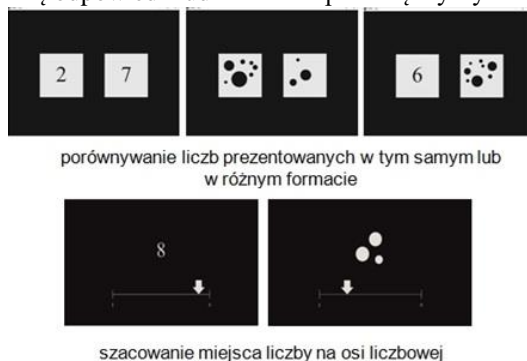 2 7
6
porównywanie liczb prezentowanych w tym samym lub
w różnym formacie
8
szacowanie miejsca liczby na osi liczbowej